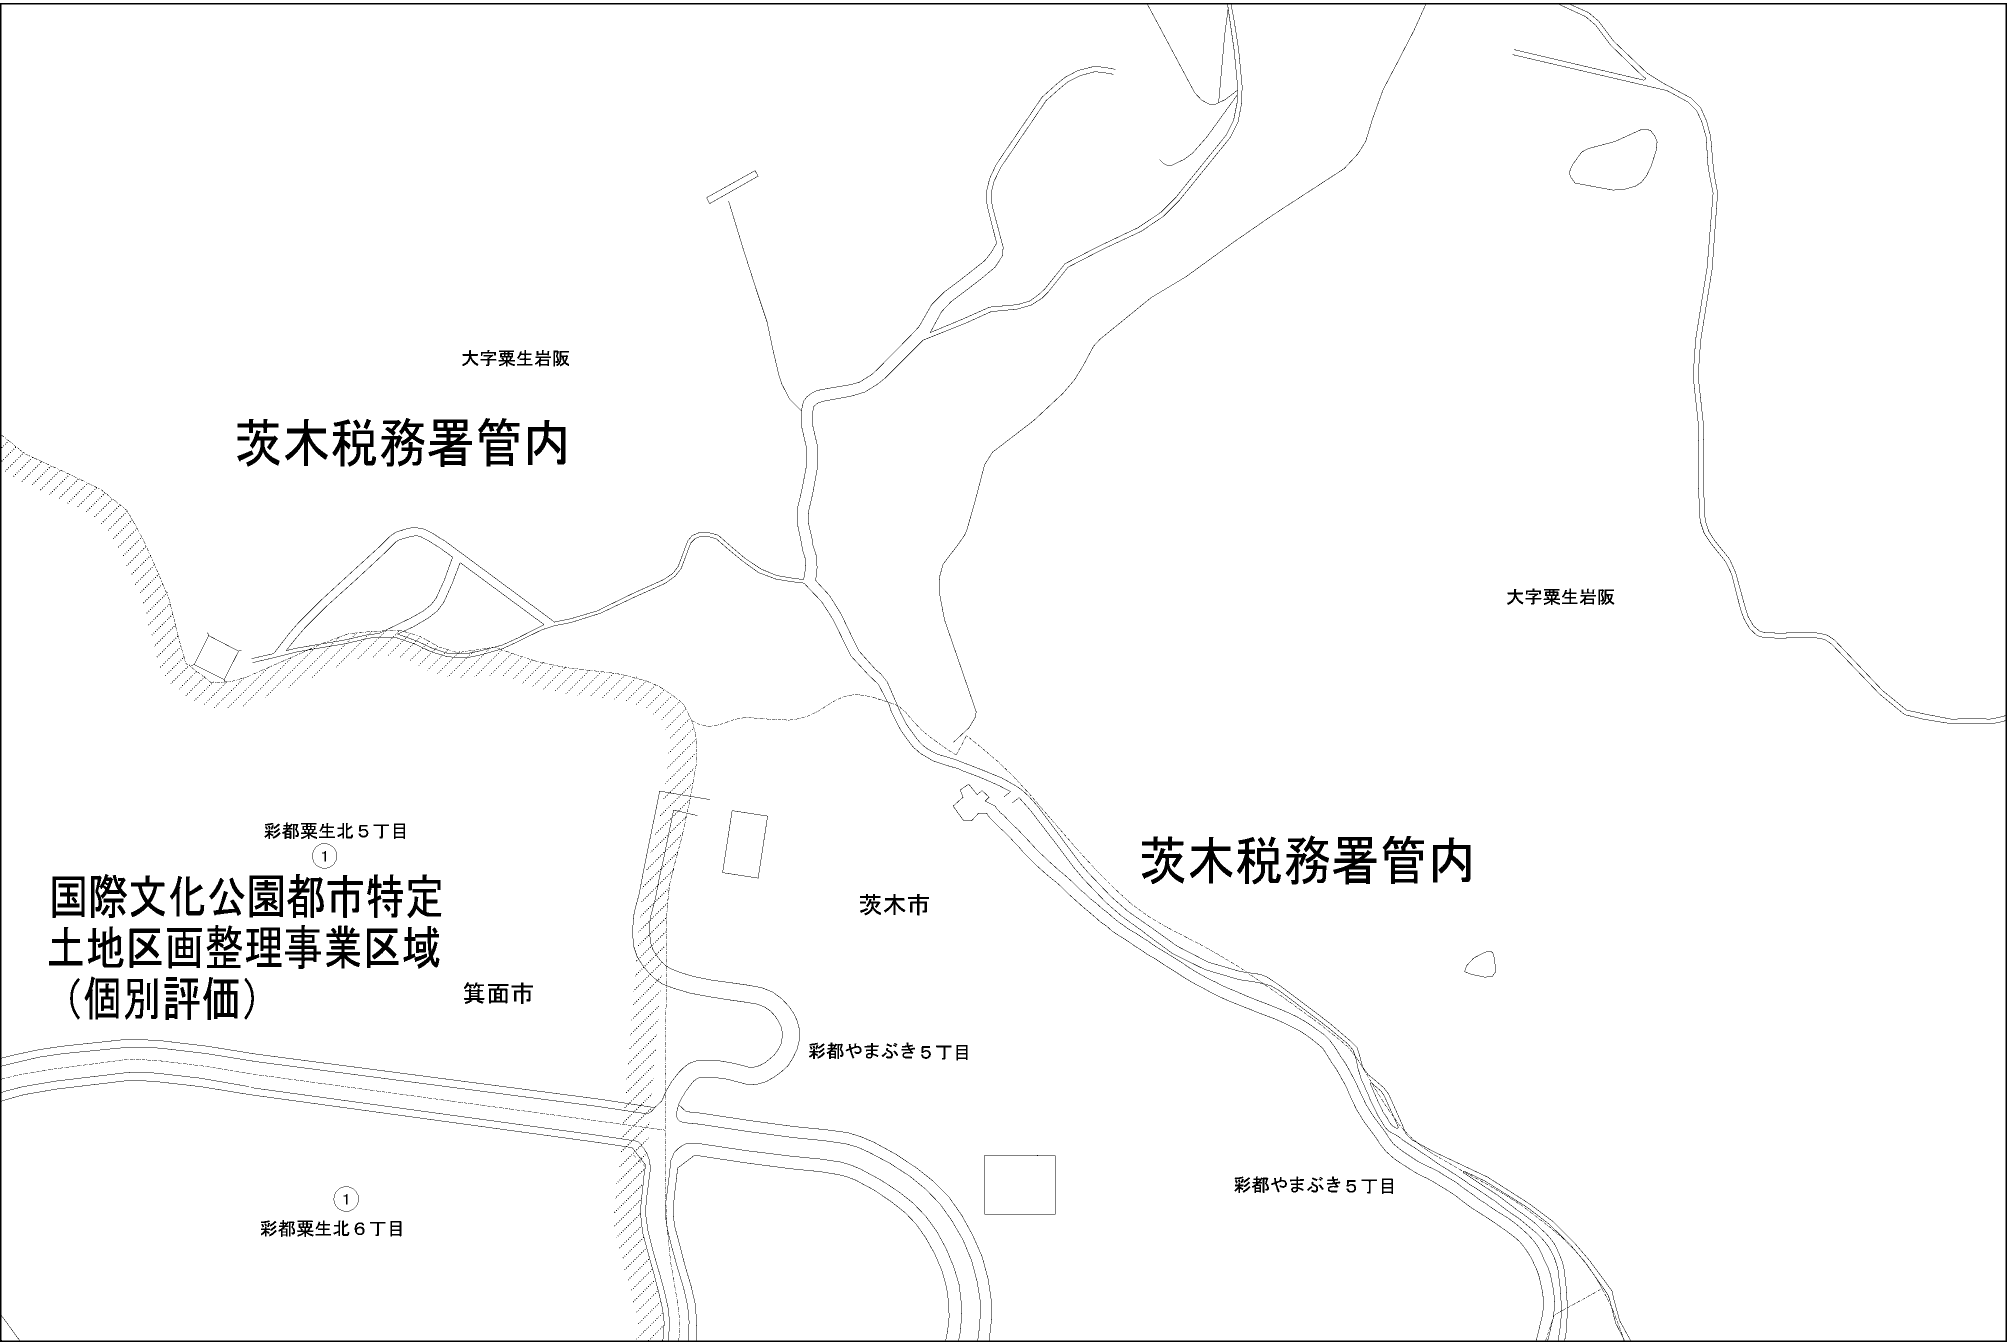 大字粟生岩阪
茨木税務署管内
大字粟生岩阪
彩都粟生北５丁目
①
国際文化公園都市特定
土地区画整理事業区域
（個別評価）
箕面市
茨木市
茨木税務署管内
彩都やまぶき５丁目
彩都やまぶき５丁目
①
彩都粟生北６丁目